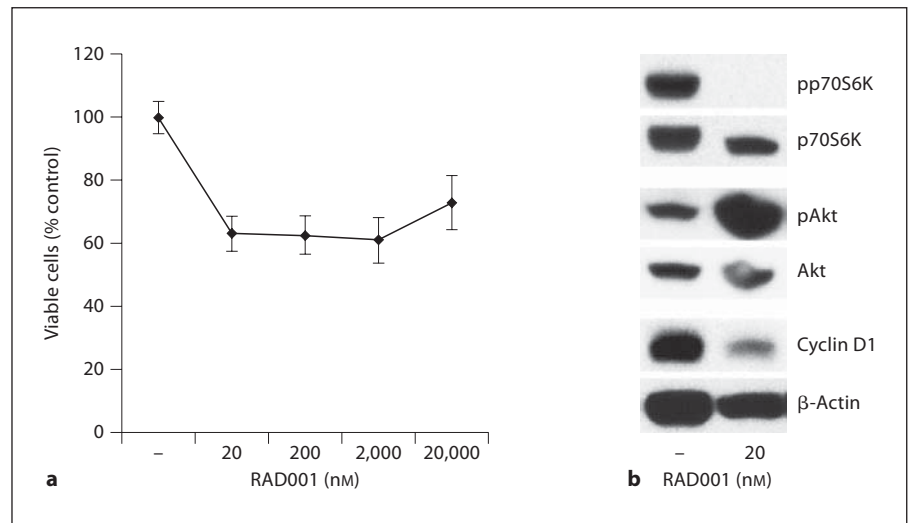 120
100
80
60
40
20
0
Viable cells (% control)
– 20 200 2,000 20,000
RAD001 (nM)
a
pp70S6K
p70S6K
pAkt
Akt
Cyclin D1
β-Actin
– 20
RAD001 (nM)
b